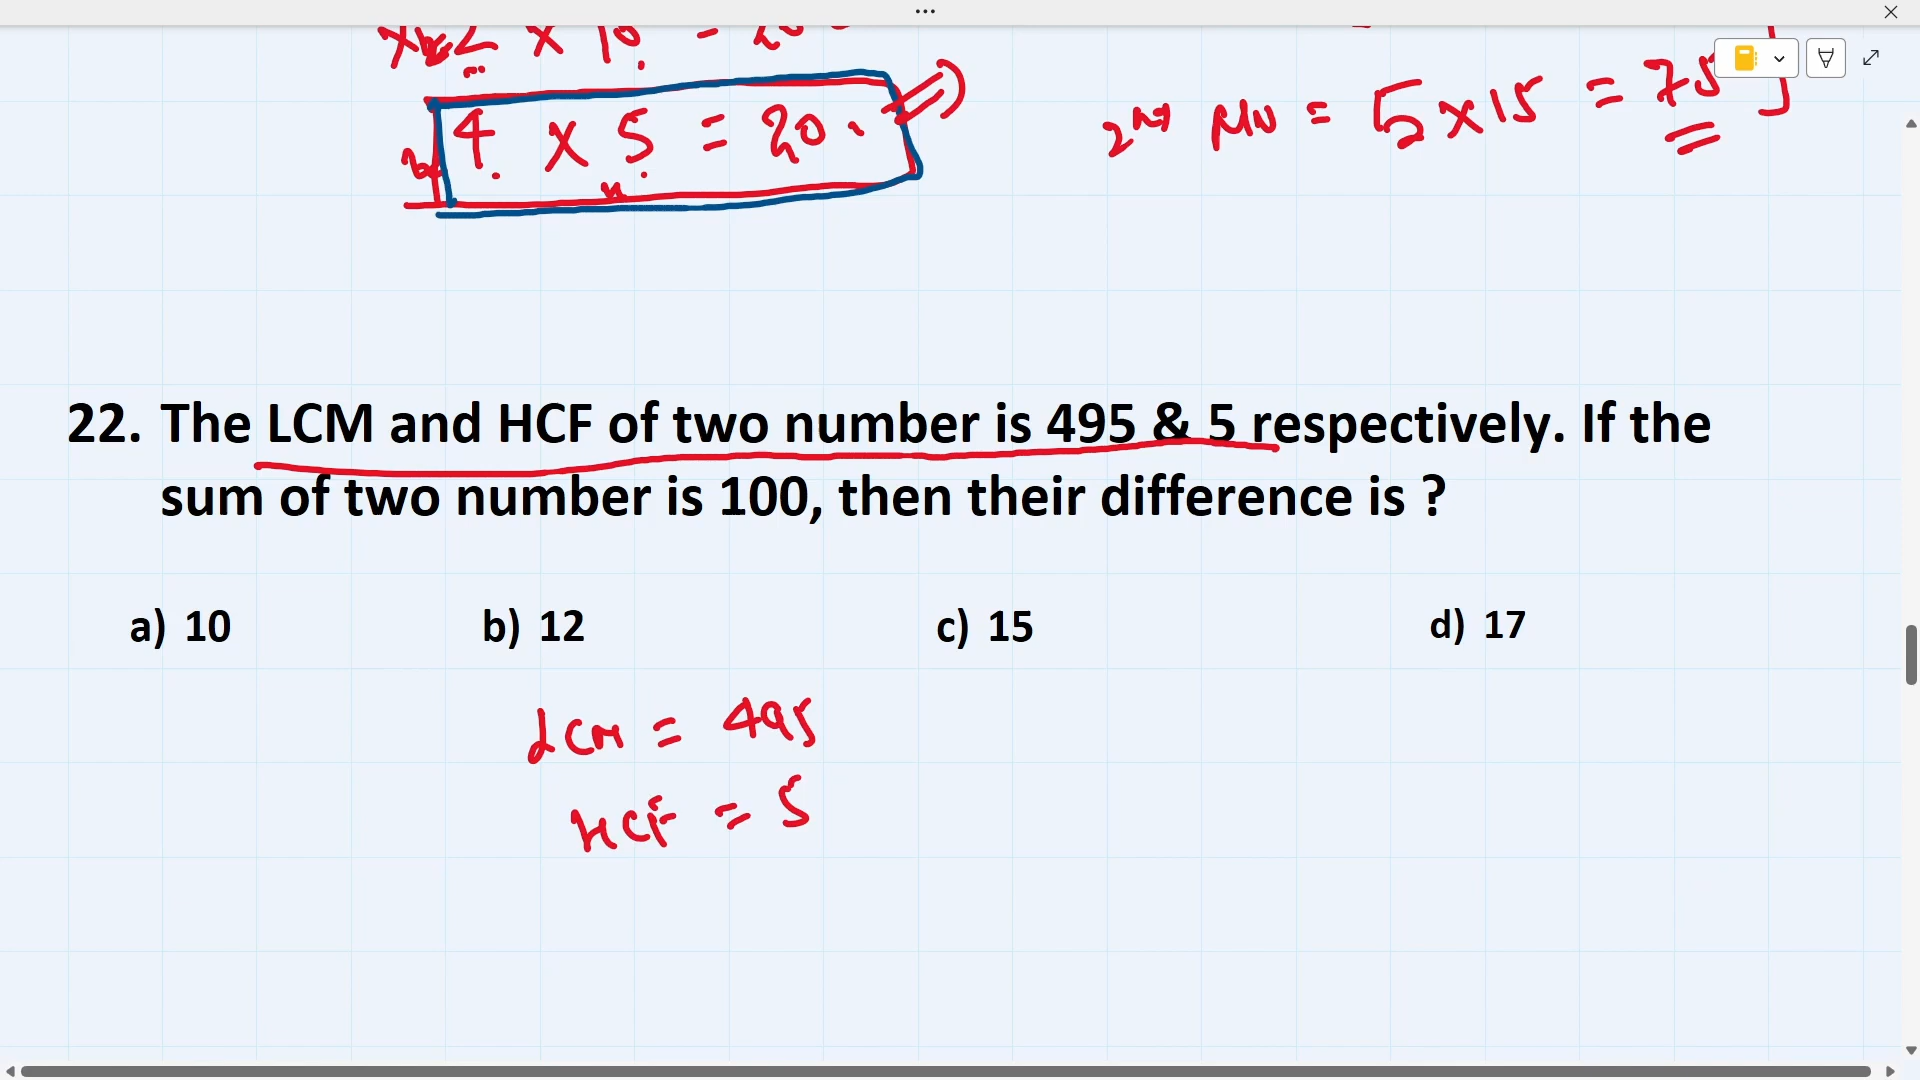 4 x 5 = 20
2nd NN = 5 x 15 = 75
22. The LCM and HCF of two number is 495 & 5 respectively. If the
sum of two number is 100, then their difference is ?
a) 10 b) 12 c) 15 d) 17
LCM = 495
HCF = 5